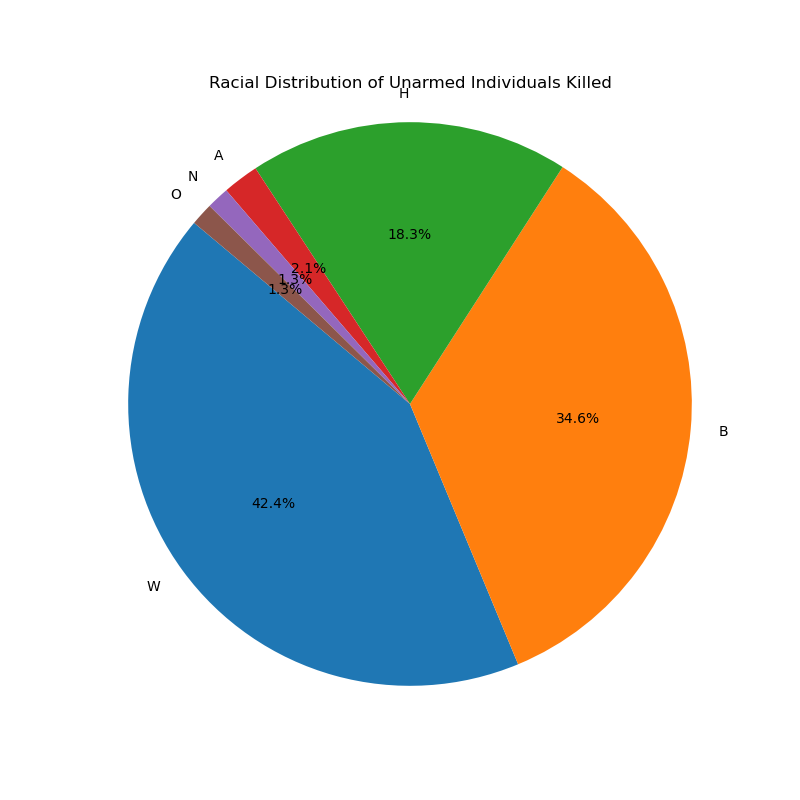 Racial Distribution of Unarmed Individuals Killed
H
A
N
O
18.3%
2.1%
1.3%
1.3%
34.6%
B
42.4%
W